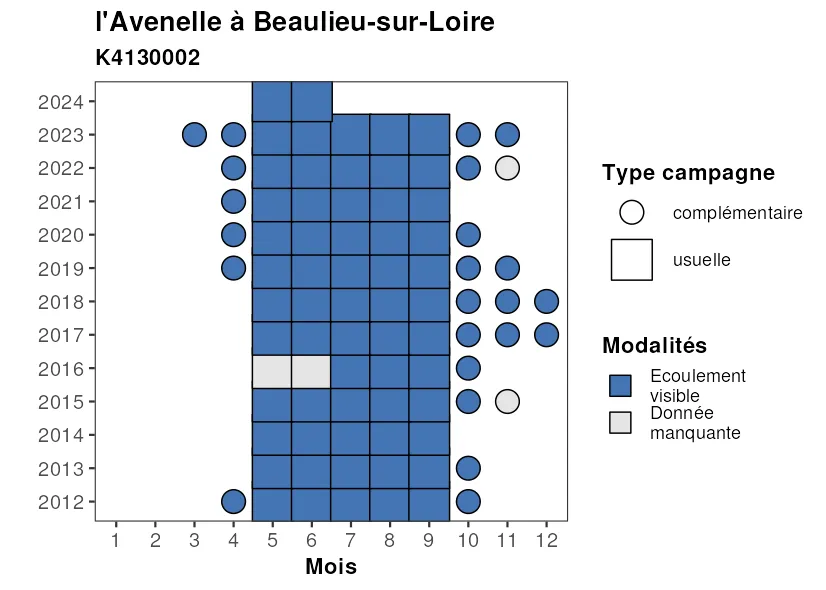 l'Avenelle à Beaulieu-sur-Loire
K4130002
2024
2023
2022
2021
2020
2019
2018
2017
2016
2015
2014
2013
2012
1 2 3 4 5 6 7 8 9 10 11 12
Mois
Type campagne
complémentaire
usuelle
Modalités
Ecoulement
visible
Donnée
manquante